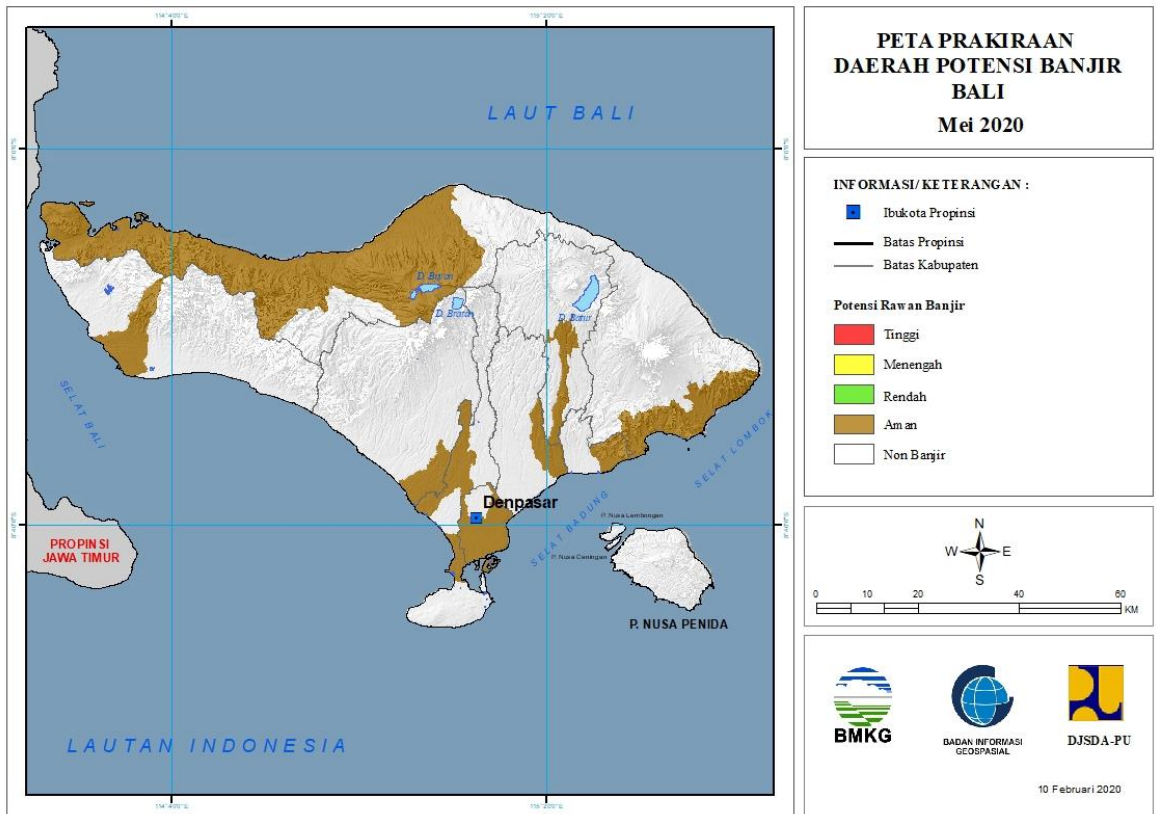 PETA PRAKIRAAN
DAERAH POTENSI BANJIR
BALI
Mei 2020
INFORMASI/KETERANGAN :
Ibukota Propinsi
Batas Propinsi
Batas Kabupaten
Potensi Rawan Banjir
Tinggi
Menengah
Rendah
Aman
Non Banjir
N
W E
S
0 10 20 40 60
KM
BMKG
BADAN INFORMASI
GEOSPASIAL
DJSDA-PU
10 Februari 2020
LAUT BALI
D. Buyan
D. Bratan
D. Batur
SELAT BALI
SELAT LOMBOK
Denpasar
SELAT BADUNG
P. Nusa Lembongan
P. Nusa Ceningan
PROPINSI
JAWA TIMUR
P. NUSA PENIDA
LAUTAN INDONESIA